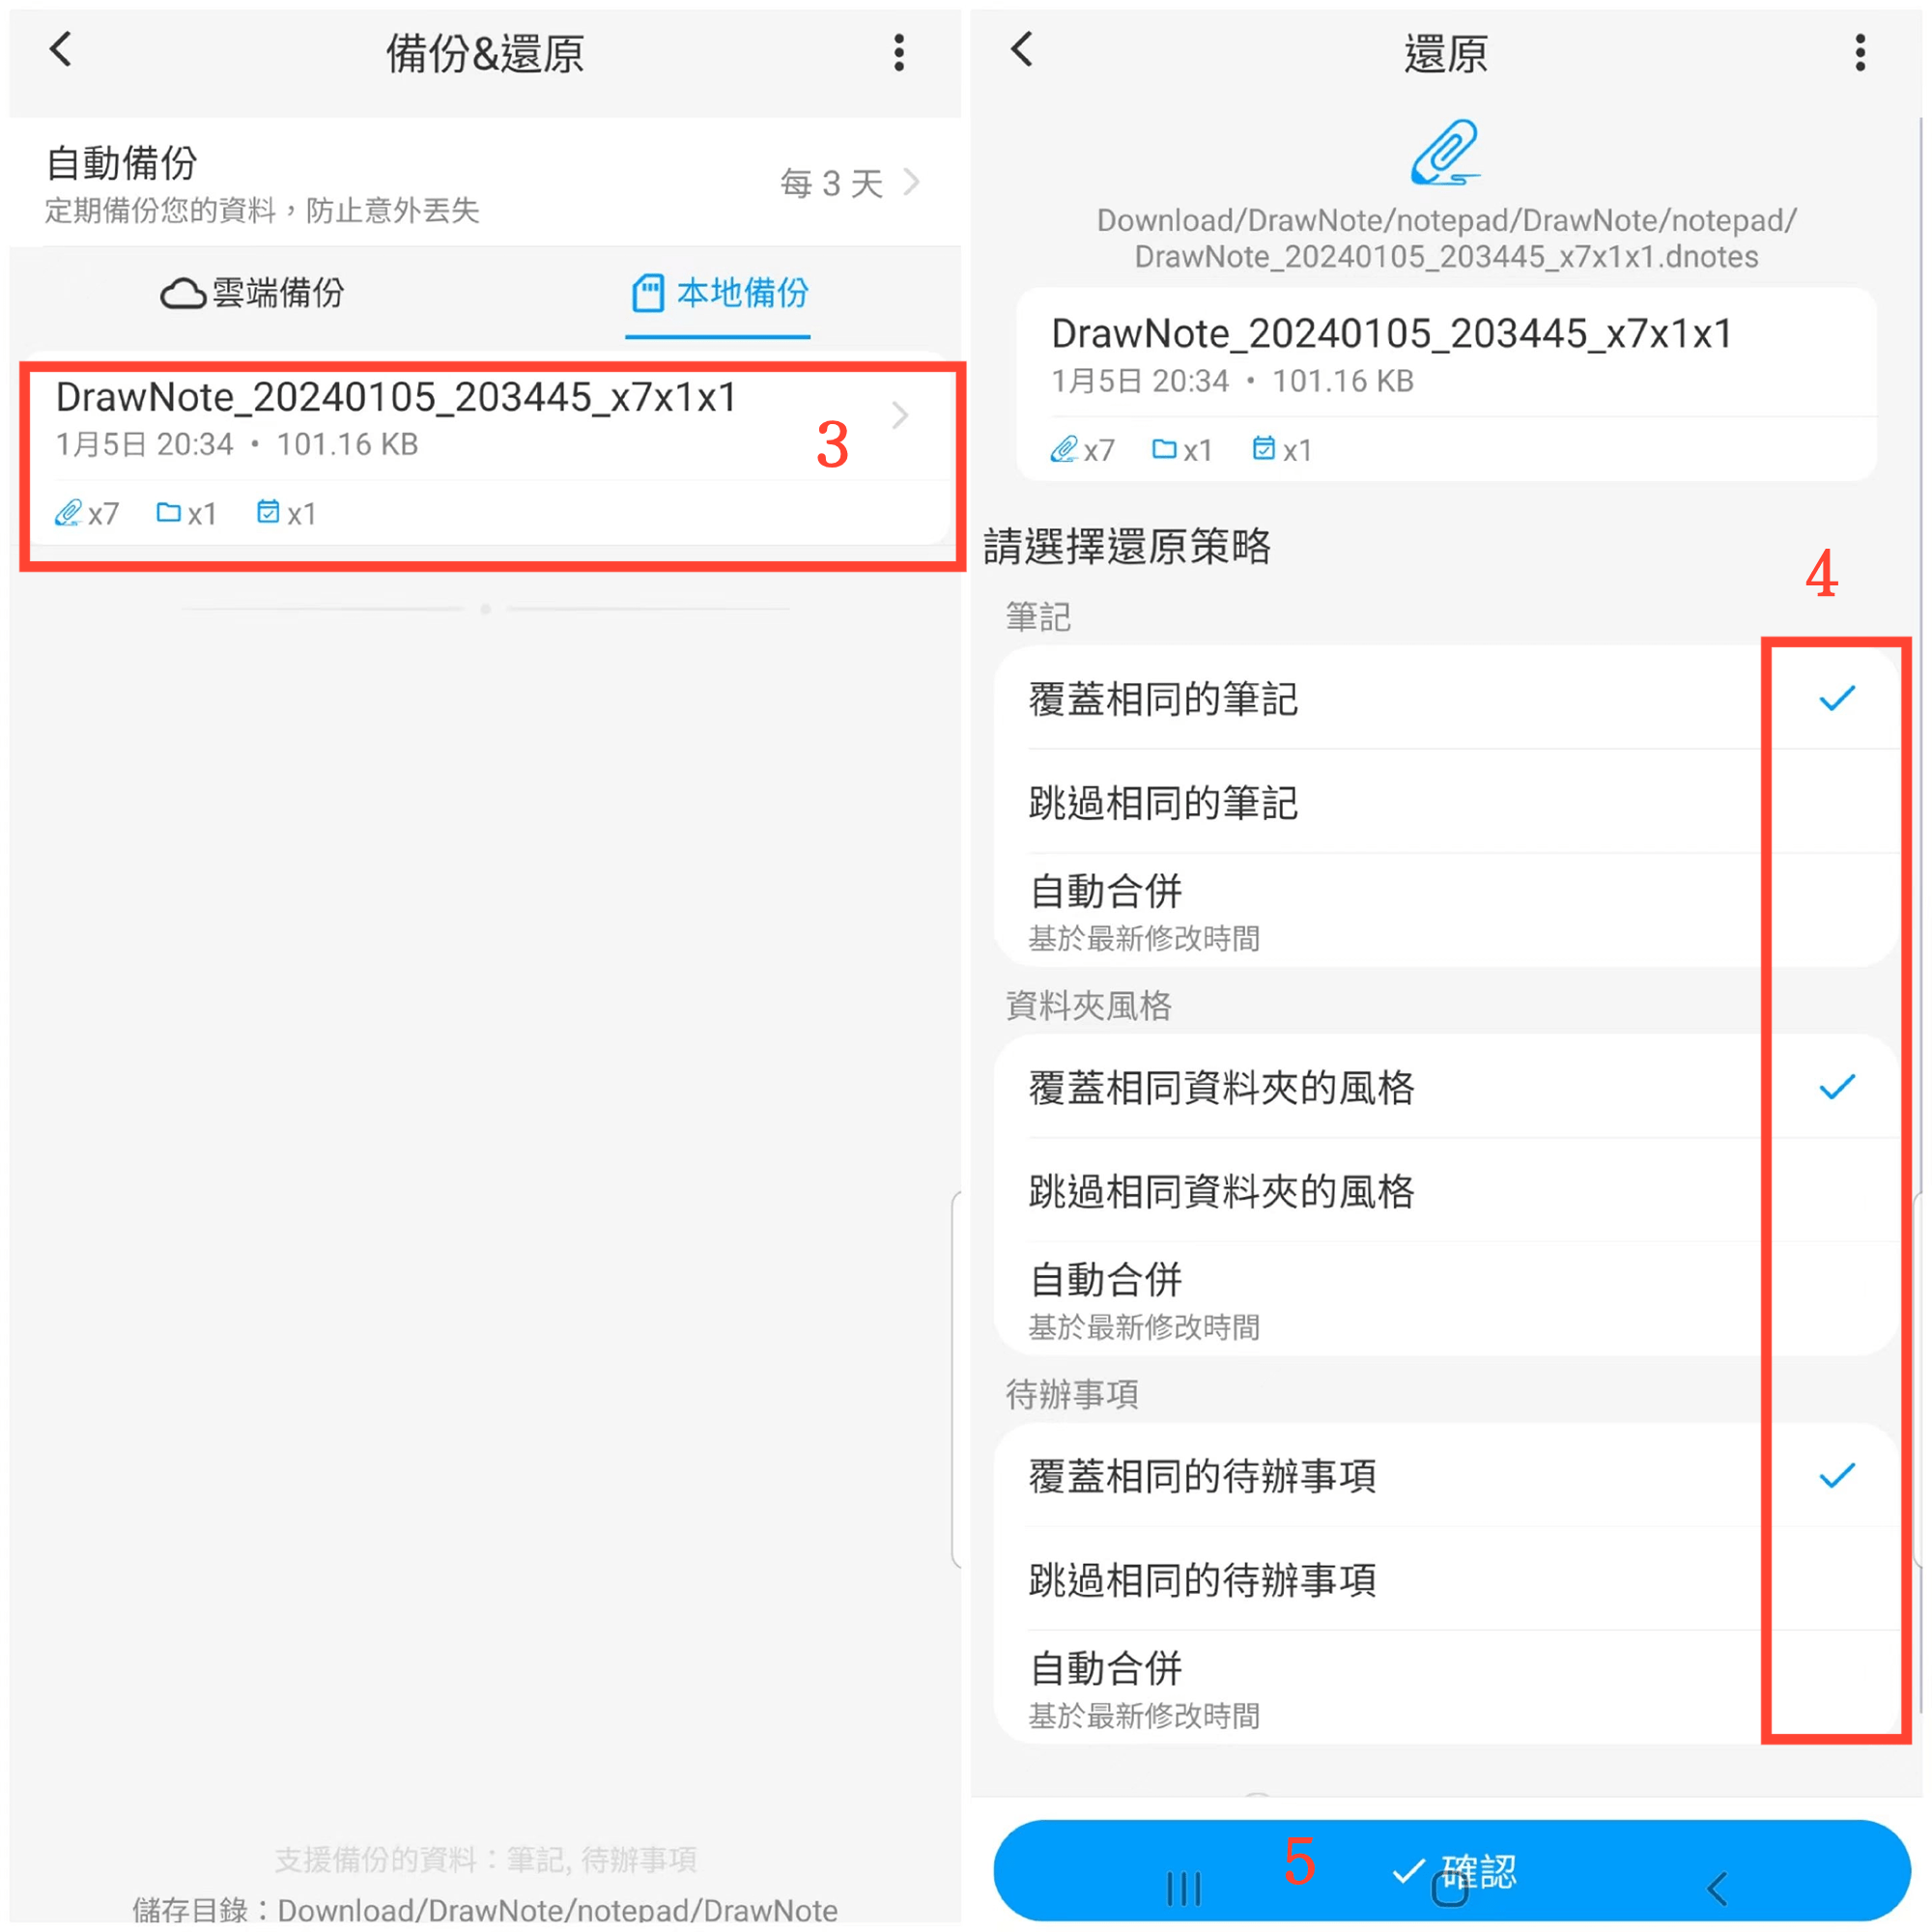 備份&還原
自動備份
定期備份您的資料，防止意外丟失
每 3 天
雲端備份
本地備份
DrawNote_20240105_203445_x7x1x1
1月5日 20:34 • 101.16 KB
3
x7 x1 x1
支援備份的資料：筆記, 待辦事項
儲存目錄：Download/DrawNote/notepad/DrawNote
還原
Download/DrawNote/notepad/DrawNote/notepad/
DrawNote_20240105_203445_x7x1x1.dnotes
DrawNote_20240105_203445_x7x1x1
1月5日 20:34 • 101.16 KB
x7 x1 x1
請選擇還原策略
4
筆記
覆蓋相同的筆記
跳過相同的筆記
自動合併
基於最新修改時間
資料夾風格
覆蓋相同資料夾的風格
跳過相同資料夾的風格
自動合併
基於最新修改時間
待辦事項
覆蓋相同的待辦事項
跳過相同的待辦事項
自動合併
基於最新修改時間
5
確認